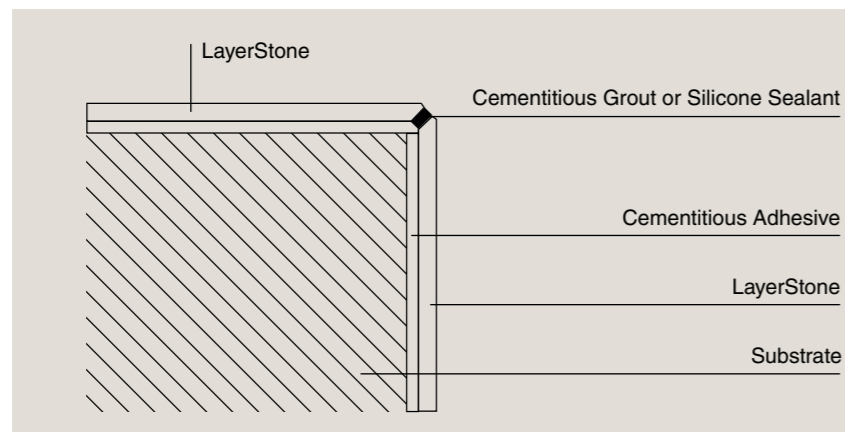 LayerStone
Cementitious Grout or Silicone Sealant
Cementitious Adhesive
LayerStone
Substrate